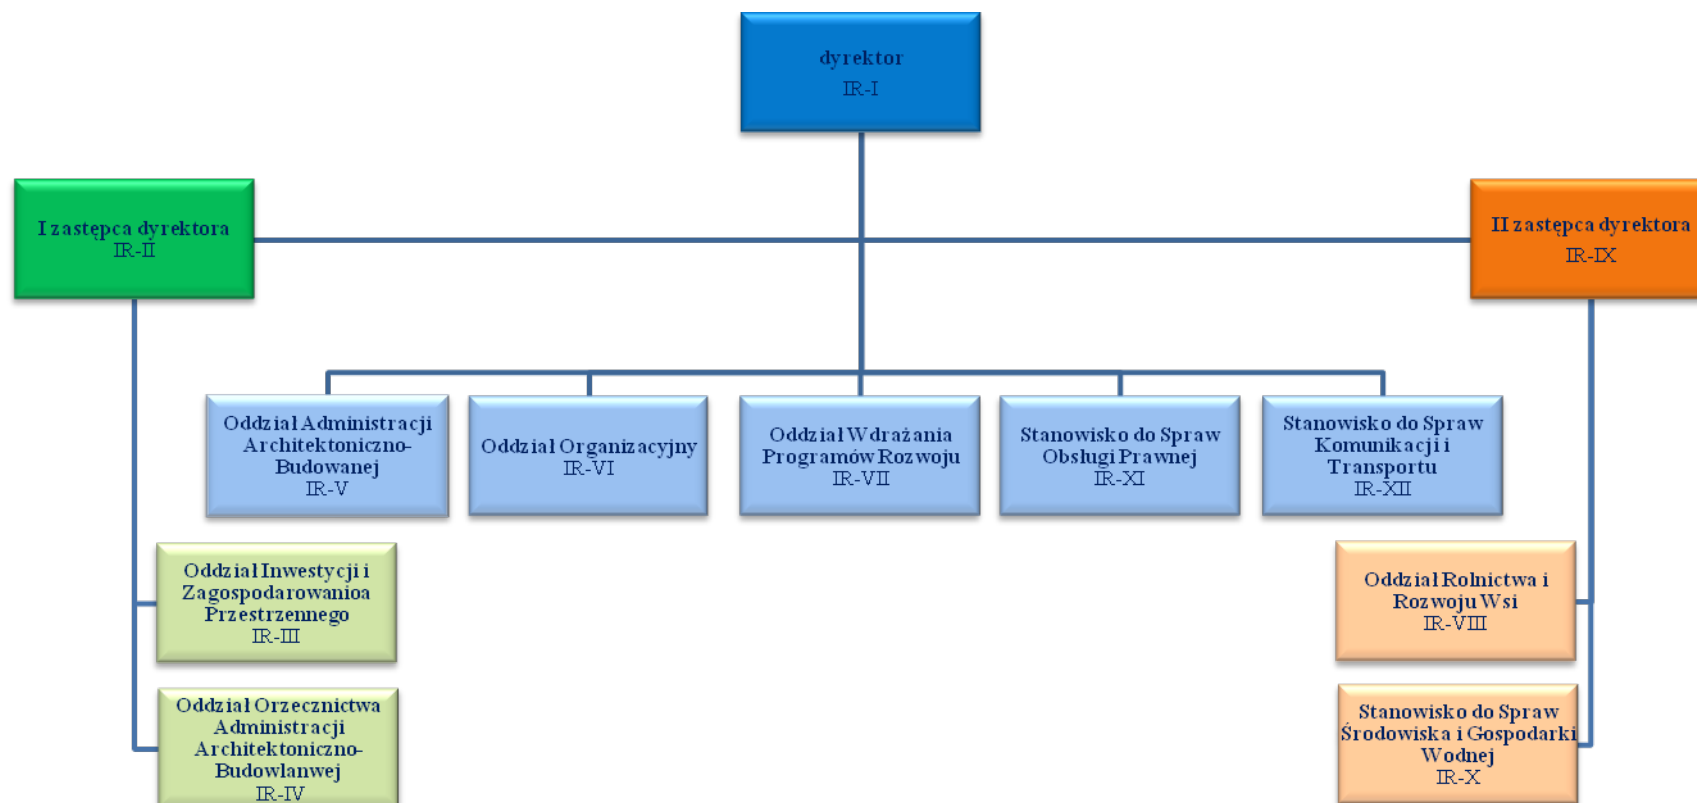 dyrektor
IR-I
I zastępca dyrektora
IR-II
II zastępca dyrektora
IR-IX
Oddział Administracji
Architektoniczno-
Budowanej
IR-V
Oddział Organizacyjny
IR-VI
Oddział Wdrażania
Programów Rozwoju
IR-VII
Stanowisko do Spraw
Obsługi Prawnej
IR-XI
Stanowisko do Spraw
Komunikacji i
Transportu
IR-XII
Oddział Inwestycji i
Zagospodarowanioa
Przestrzennego
IR-III
Oddział Rolnictwa i
Rozwoju Wsi
IR-VIII
Oddział Orzecznictwa
Administracji
Architektoniczno-
Budowlanwej
IR-IV
Stanowisko do Spraw
Środowiska i Gospodarki
Wodnej
IR-X